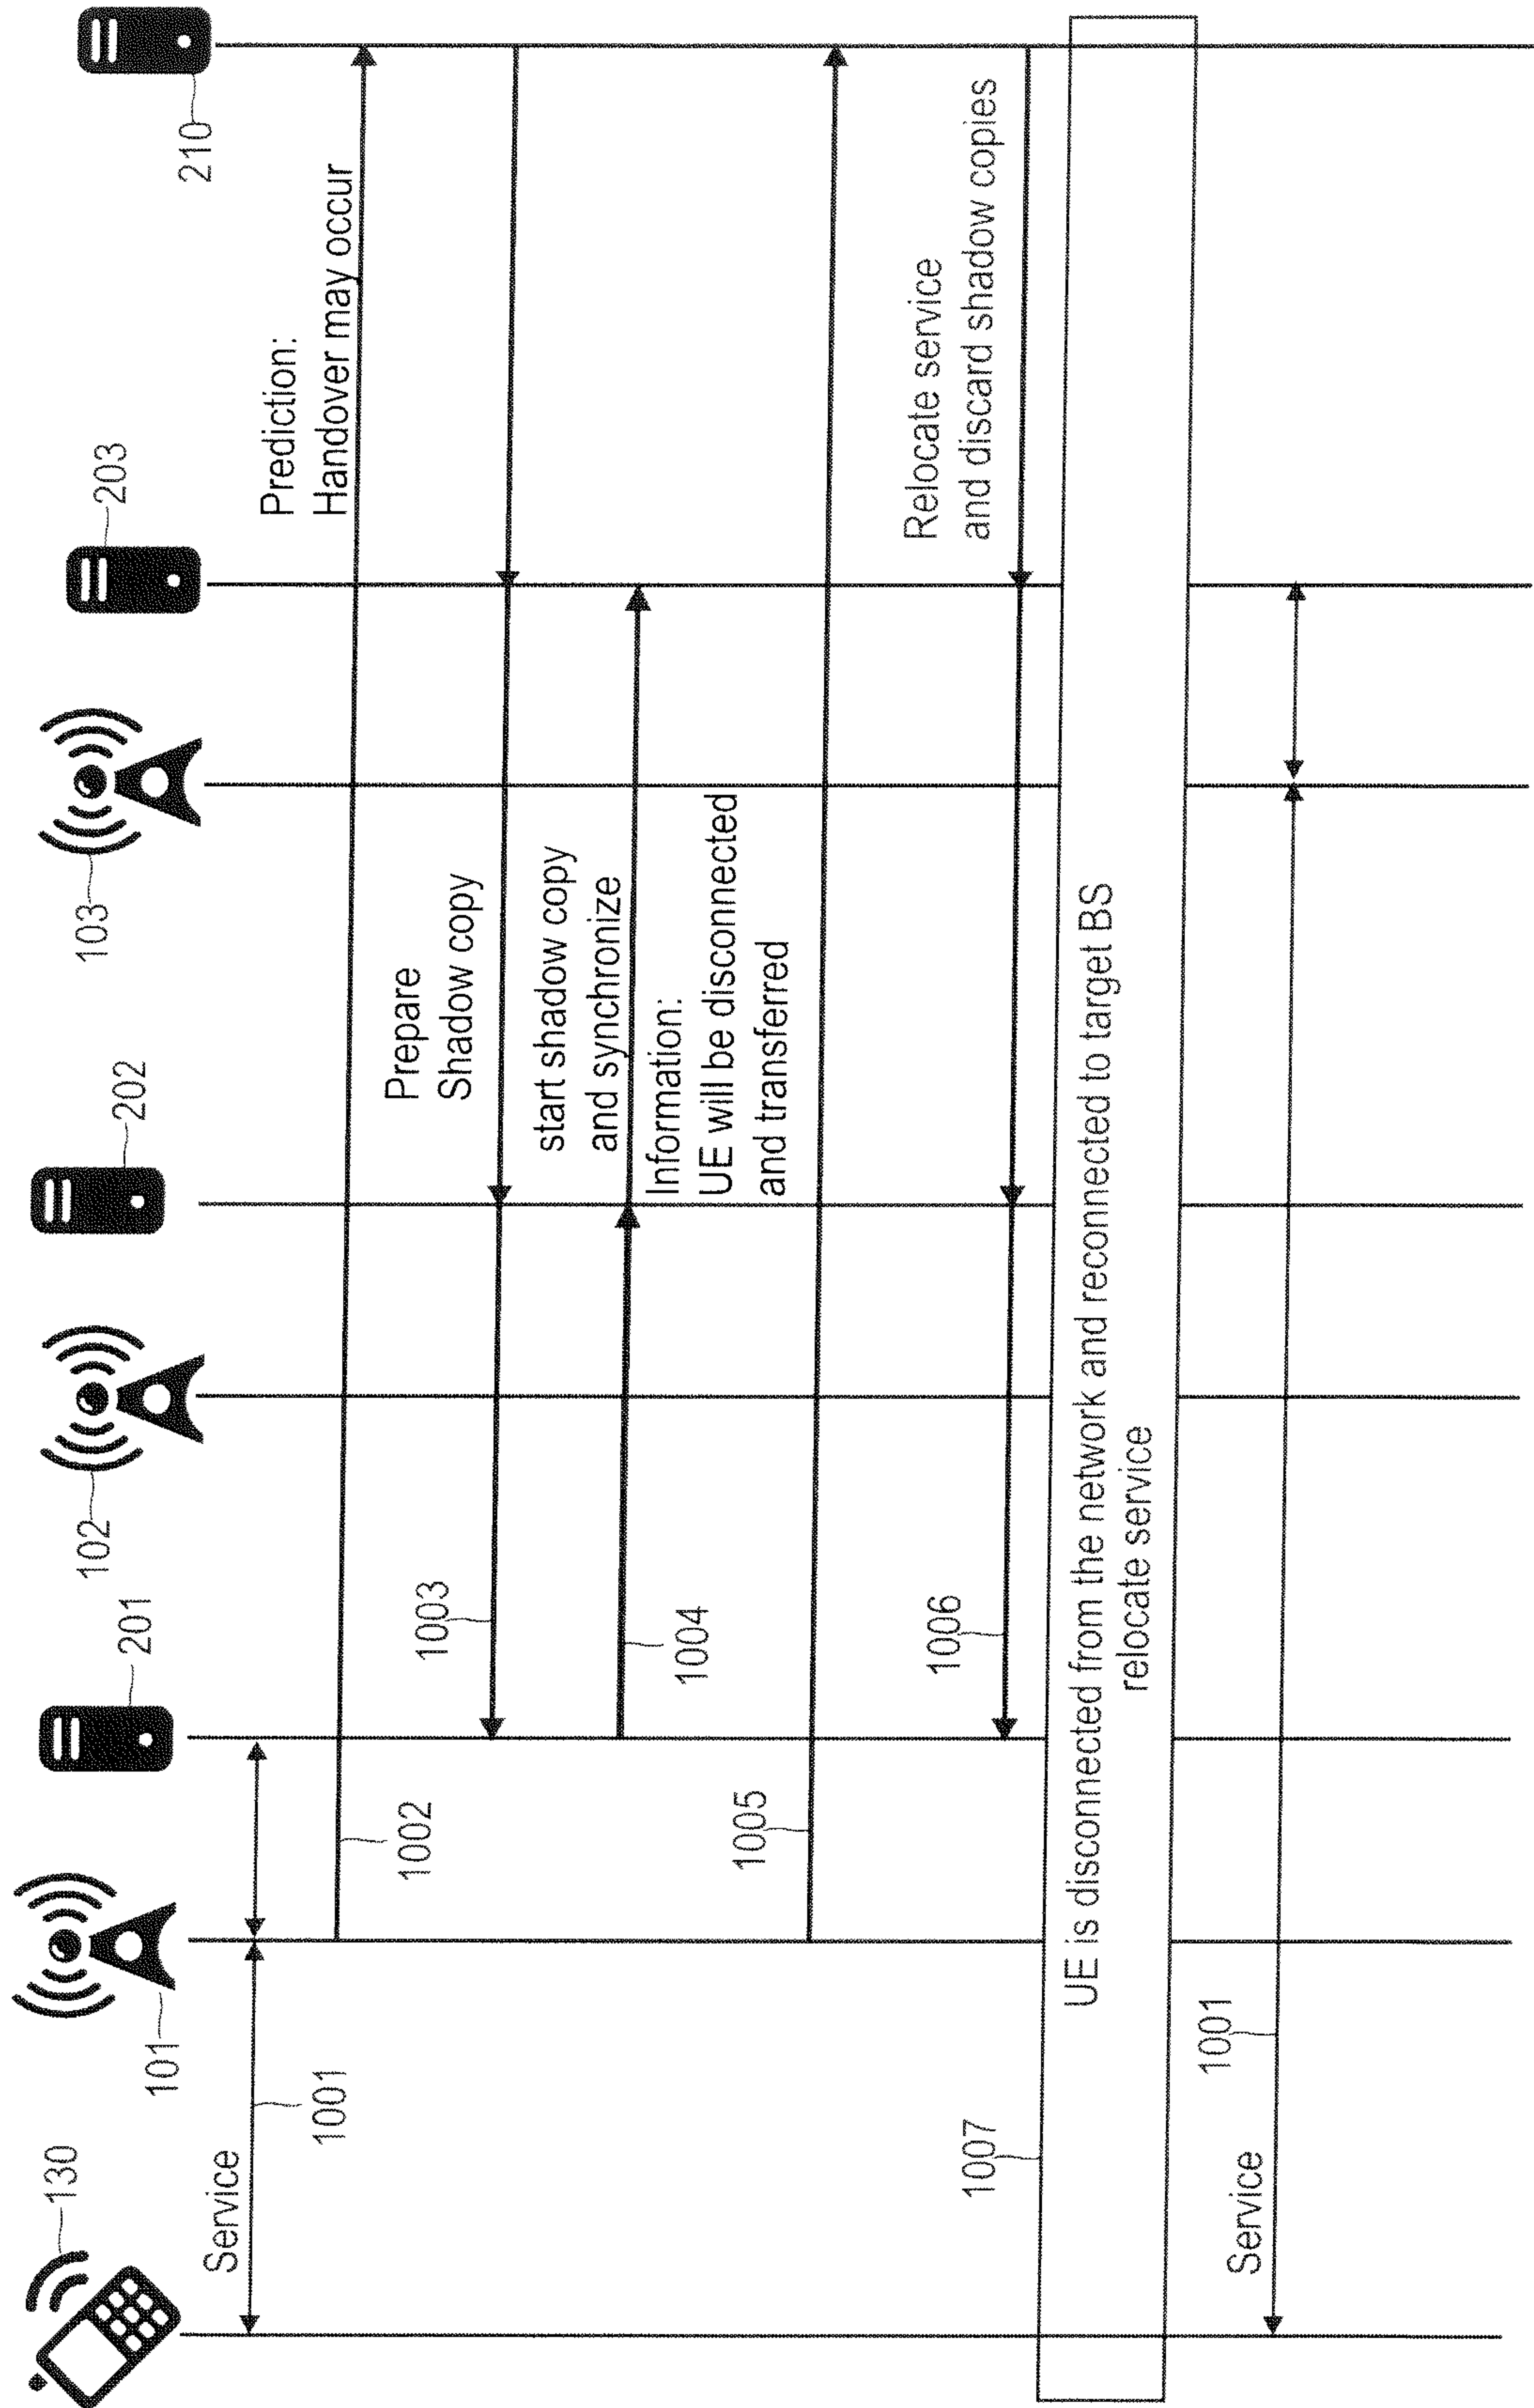 130
101
201
102
202
103
203
210
Service
1001
Prediction:
Handover may occur
1002
Prepare
Shadow copy
1003
start shadow copy
and synchronize
1004
Information:
UE will be disconnected
and transferred
1005
Relocate service
and discard shadow copies
1006
1007
UE is disconnected from the network and reconnected to target BS
relocate service
Service
1001